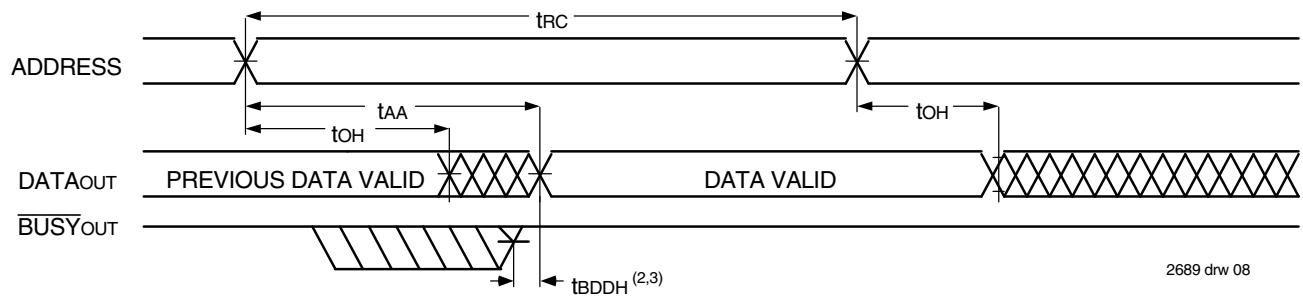 tRC
ADDRESS
tAA
tOH
tOH
DATAOUT
PREVIOUS DATA VALID
DATA VALID
BUSYOUT
tBDDH (2,3)
2689 drw 08